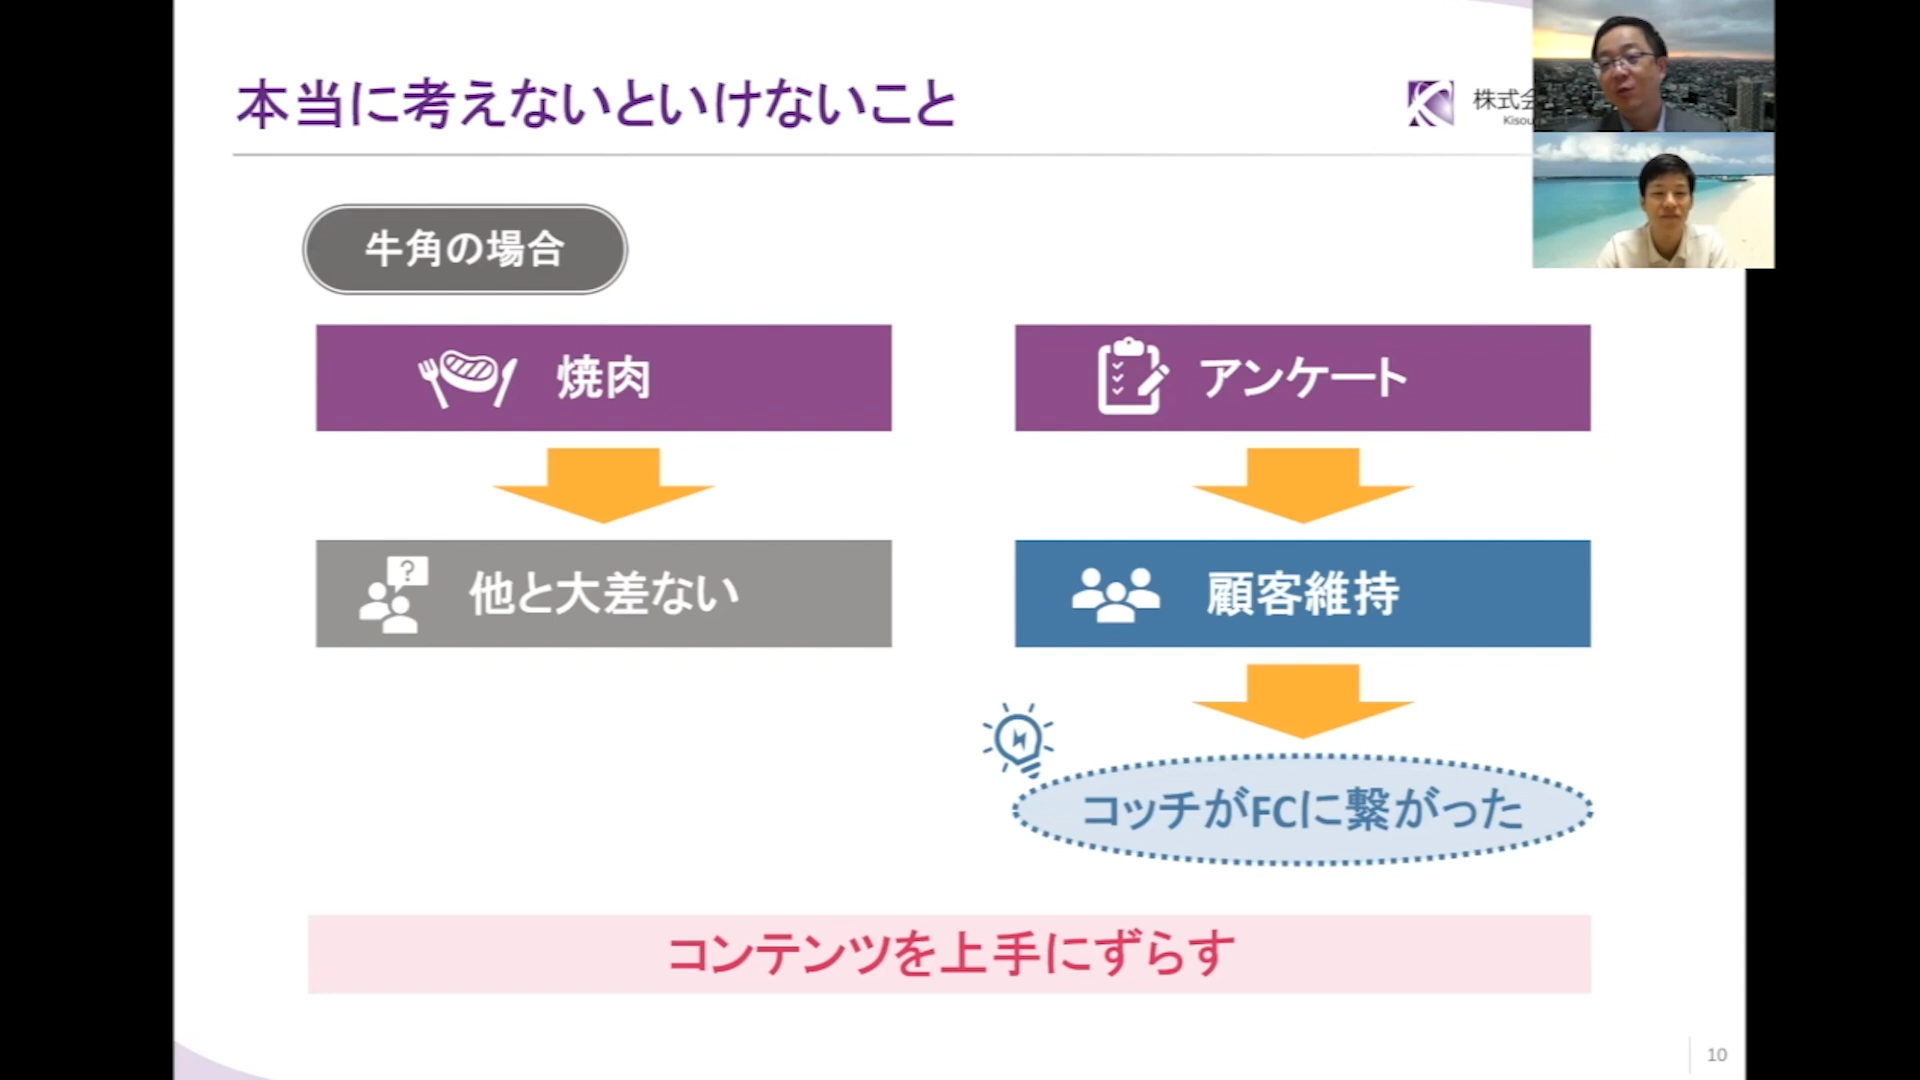 本当に考えないといけないこと
株式会
Kisou
牛角の場合
焼肉
アンケート
?
他と大差ない
顧客維持
コッチがFCに繋がった
コンテンツを上手にずらす
10